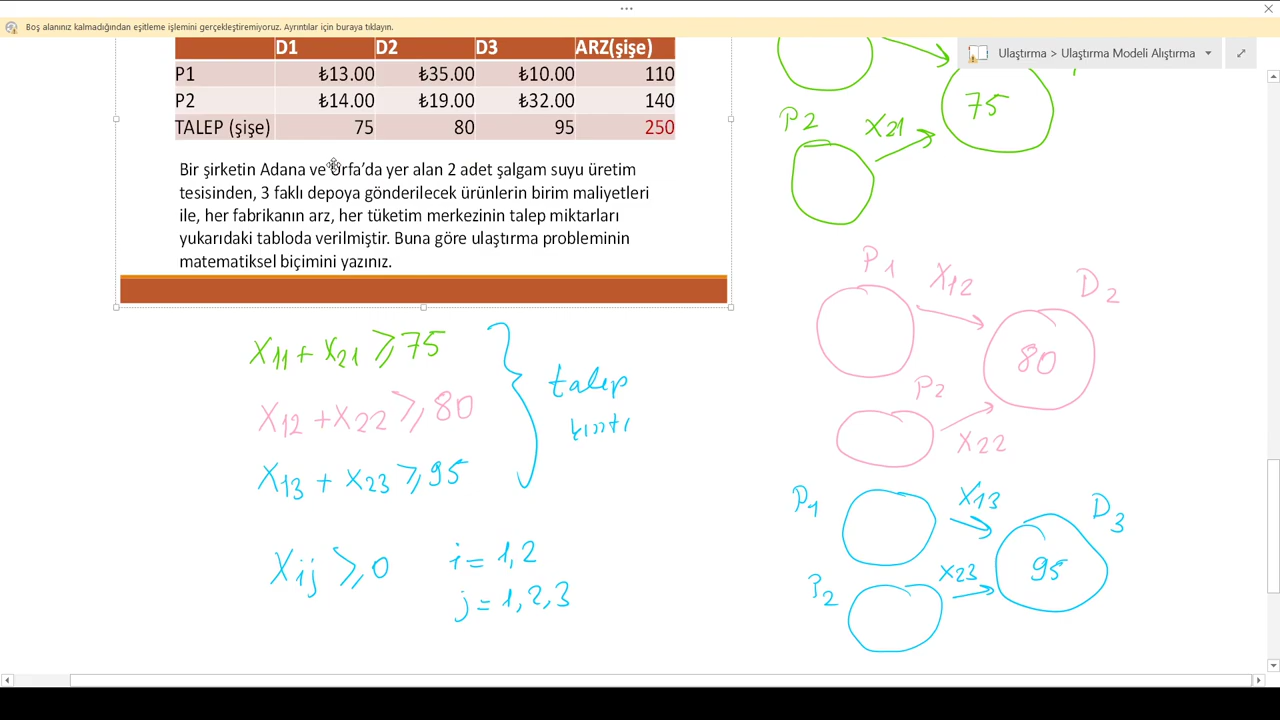 Boş alanınız kalmadığından eşitleme işlemini gerçekleştiremiyoruz. Ayrıntılar için buraya tıklayın.
Ulaştırma > Ulaştırma Modeli Alıştırma
D1 D2 D3 ARZ(şişe)
P1 ₺13.00 ₺35.00 ₺10.00 110
P2 ₺14.00 ₺19.00 ₺32.00 140
TALEP (şişe) 75 80 95 250
Bir şirketin Adana ve Urfa’da yer alan 2 adet şalgam suyu üretim
tesisinden, 3 faklı depoya gönderilecek ürünlerin birim maliyetleri
ile, her fabrikanın arz, her tüketim merkezinin talep miktarları
yukarıdaki tabloda verilmiştir. Buna göre ulaştırma probleminin
matematiksel biçimini yazınız.
X11 + X21 ≥ 75
X12 + X22 ≥ 80
X13 + X23 ≥ 95
talep
Xij ≥ 0
i = 1,2
j = 1,2,3
75
P2
X21
P1
X12
D2
80
P2
X22
P1
X13
D3
95
P2
X23